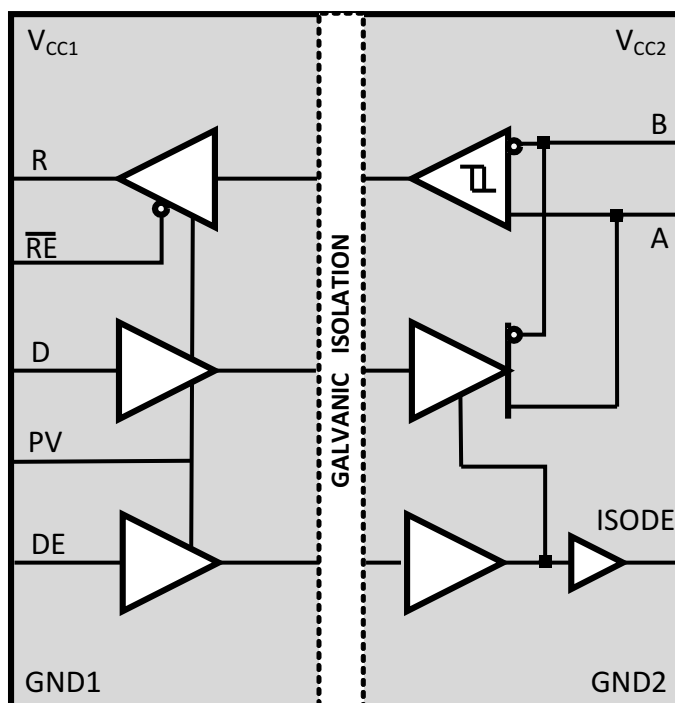 VCC1
VCC2
R
B
RE
A
GALVANIC ISOLATION
D
PV
DE
ISODE
GND1
GND2